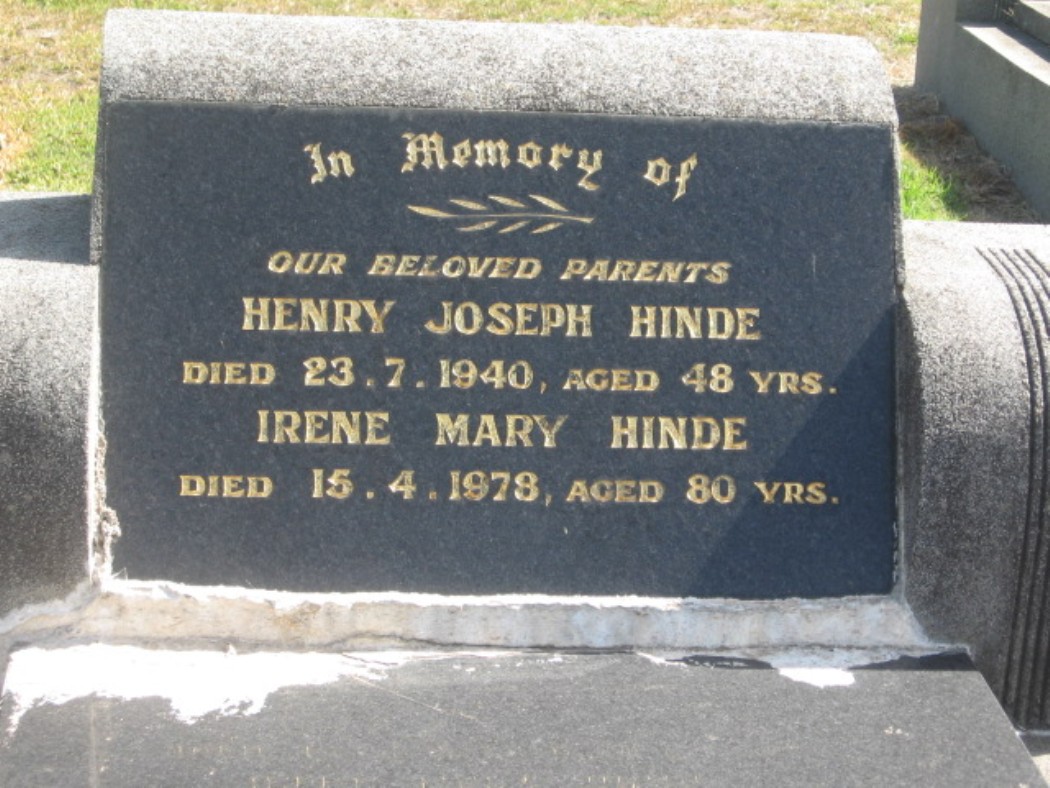 In Memory of
OUR BELOVED PARENTS
HENRY JOSEPH HINDE
DIED 23.7.1940, AGED 48 YRS.
IRENE MARY HINDE
DIED 15.4.1978, AGED 80 YRS.